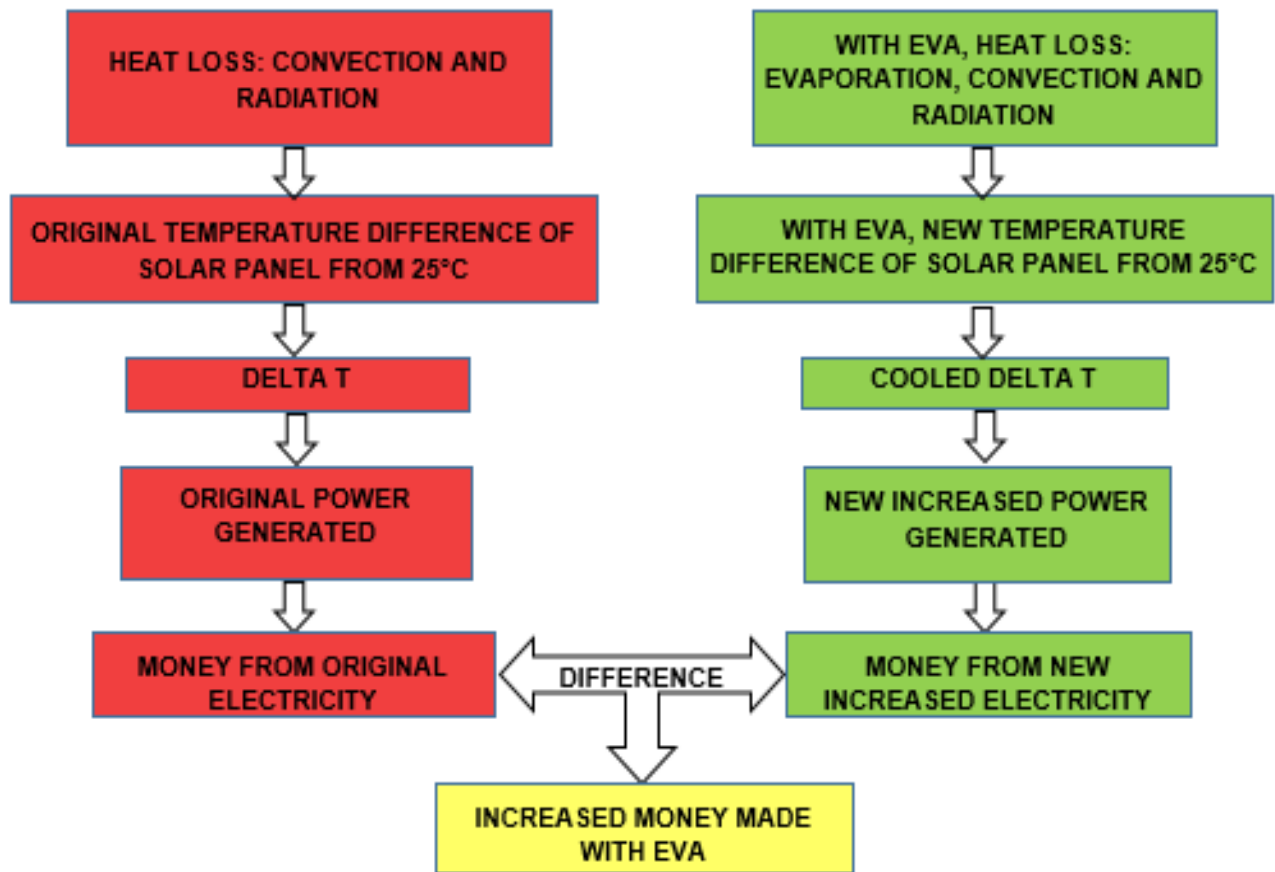 HEAT LOSS: CONVECTION AND
RADIATION
WITH EVA, HEAT LOSS:
EVAPORATION, CONVECTION AND
RADIATION
ORIGINAL TEMPERATURE DIFFERENCE OF
SOLAR PANEL FROM 25°C
WITH EVA, NEW TEMPERATURE
DIFFERENCE OF SOLAR PANEL FROM 25°C
DELTA T
COOLED DELTA T
ORIGINAL POWER
GENERATED
NEW INCREASED POWER
GENERATED
MONEY FROM ORIGINAL
ELECTRICITY
DIFFERENCE
MONEY FROM NEW
INCREASED ELECTRICITY
INCREASED MONEY MADE
WITH EVA